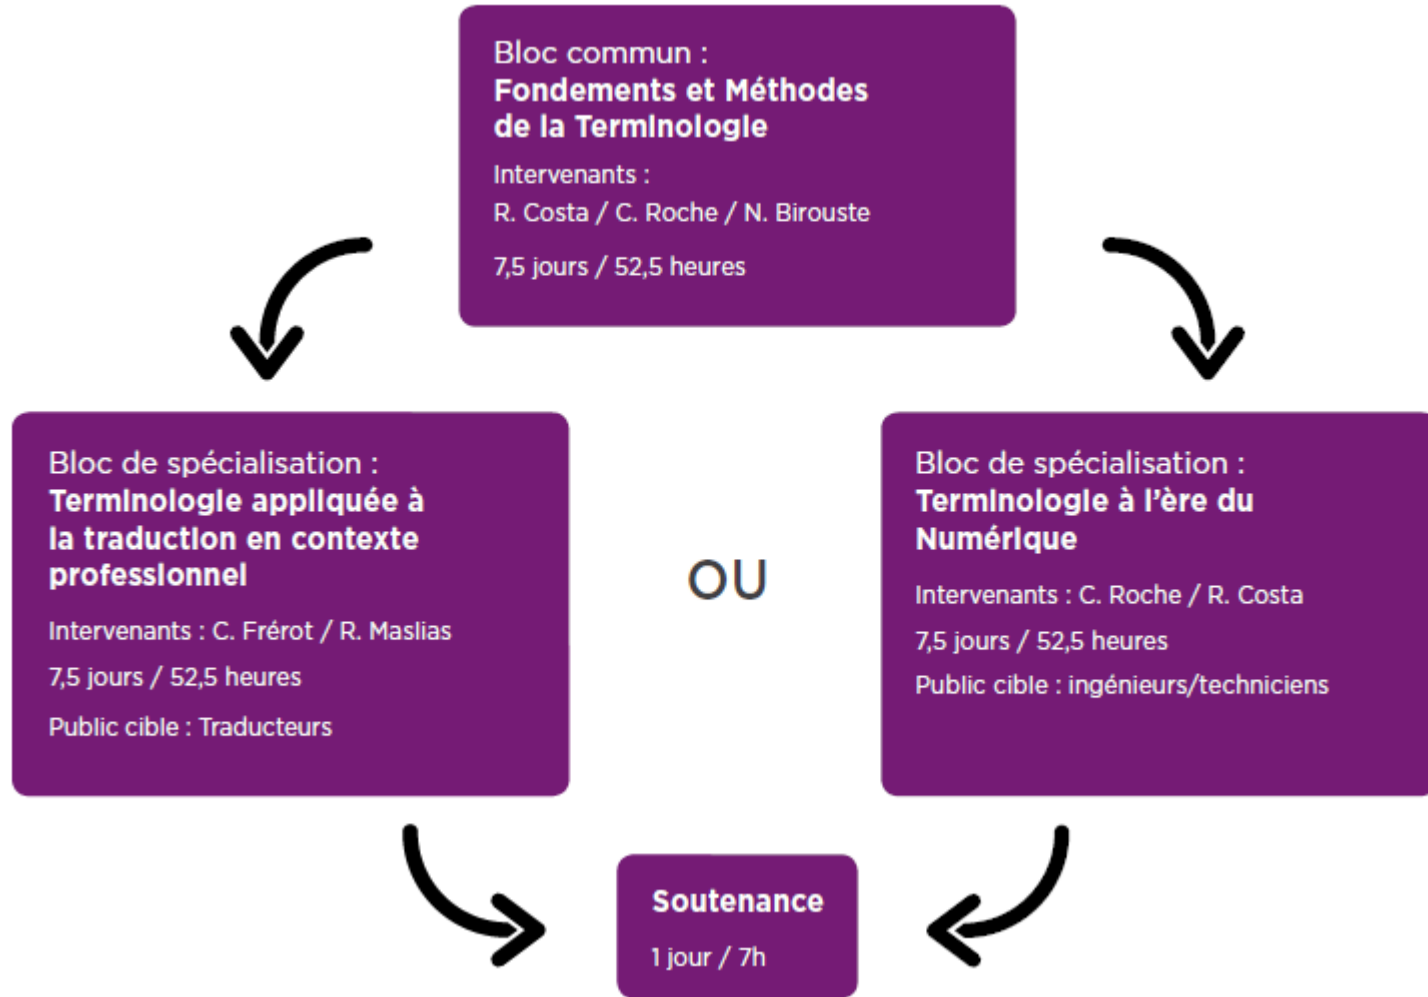 Bloc commun :
Fondements et Méthodes
de la Terminologie
Intervenants :
R. Costa / C. Roche / N. Birouste
7,5 jours / 52,5 heures
Bloc de spécialisation :
Terminologie appliquée à
la traduction en contexte
professionnel
Intervenants : C. Frérot / R. Maslias
7,5 jours / 52,5 heures
Public cible : Traducteurs
OU
Bloc de spécialisation :
Terminologie à l’ère du
Numérique
Intervenants : C. Roche / R. Costa
7,5 jours / 52,5 heures
Public cible : ingénieurs/techniciens
Soutenance
1 jour / 7h